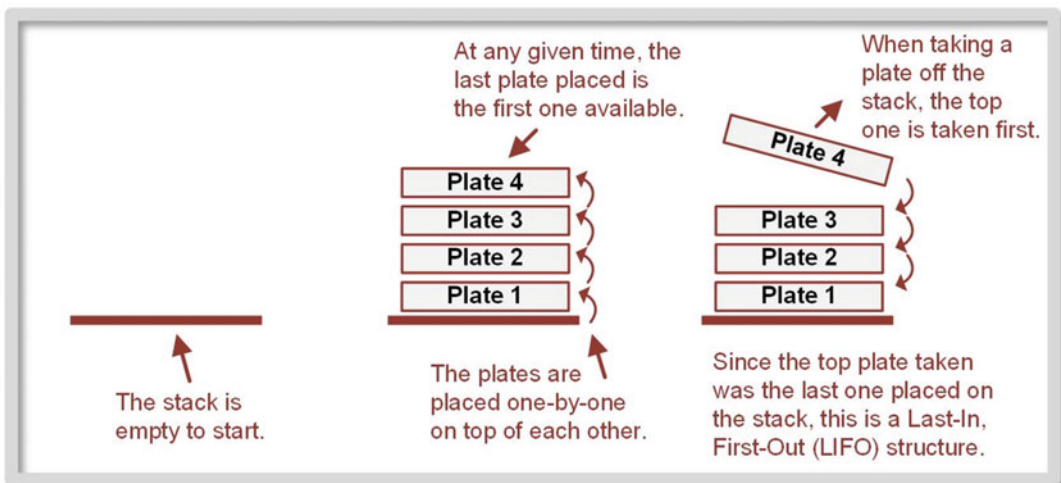 The stack is
empty to start.
At any given time, the
last plate placed is
the first one available.
Plate 4
Plate 3
Plate 2
Plate 1
The plates are
placed one-by-one
on top of each other.
When taking a
plate off the
stack, the top
one is taken first.
Plate 4
Plate 3
Plate 2
Plate 1
Since the top plate taken
was the last one placed on
the stack, this is a Last-In,
First-Out (LIFO) structure.